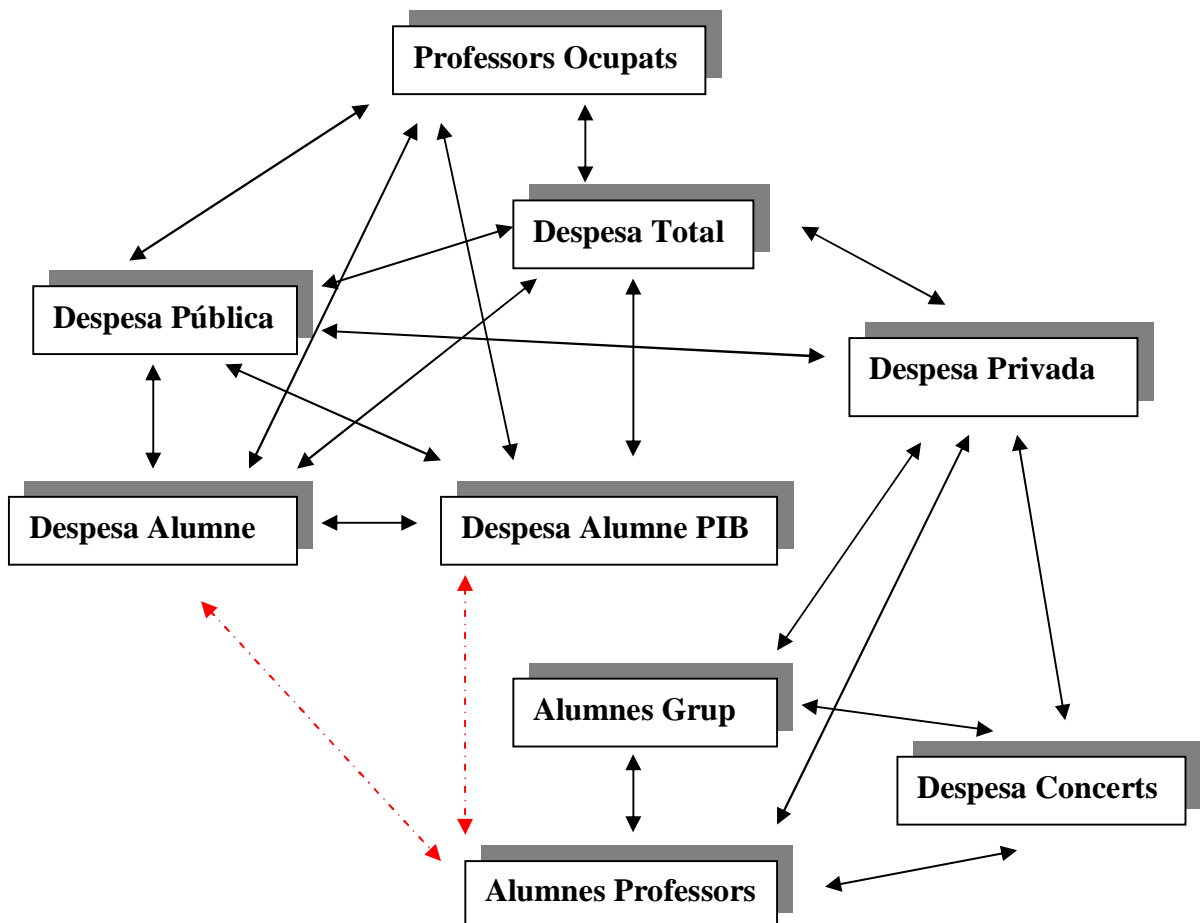 Professors Ocupats
Despesa Total
Despesa Pública
Despesa Privada
Despesa Alumne
Despesa Alumne PIB
Alumnes Grup
Despesa Concerts
Alumnes Professors